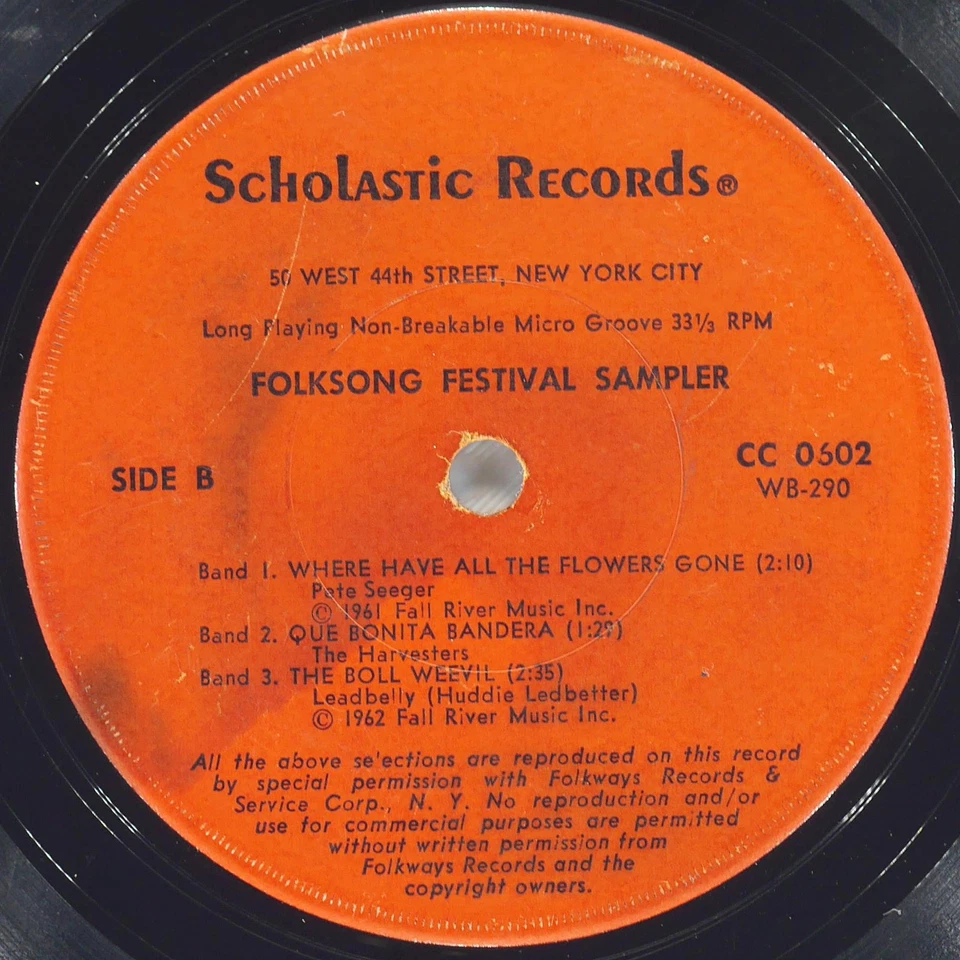 Scholastic Records®
50 WEST 44th STREET, NEW YORK CITY
Long Playing Non-Breakable Micro Groove 33⅓ RPM
FOLKSONG FESTIVAL SAMPLER
SIDE B
CC 0602
WB-290
Band 1. WHERE HAVE ALL THE FLOWERS GONE (2:10)
Pete Seeger
© 1961 Fall River Music Inc.
Band 2. QUE BONITA BANDERA (1:29)
The Harvesters
Band 3. THE BOLL WEEVIL (2:35)
Leadbelly (Huddie Ledbetter)
© 1962 Fall River Music Inc.
All the above selections are reproduced on this record
by special permission with Folkways Records &
Service Corp., N. Y. No reproduction and/or
use for commercial purposes are permitted
without written permission from
Folkways Records and the
copyright owners.